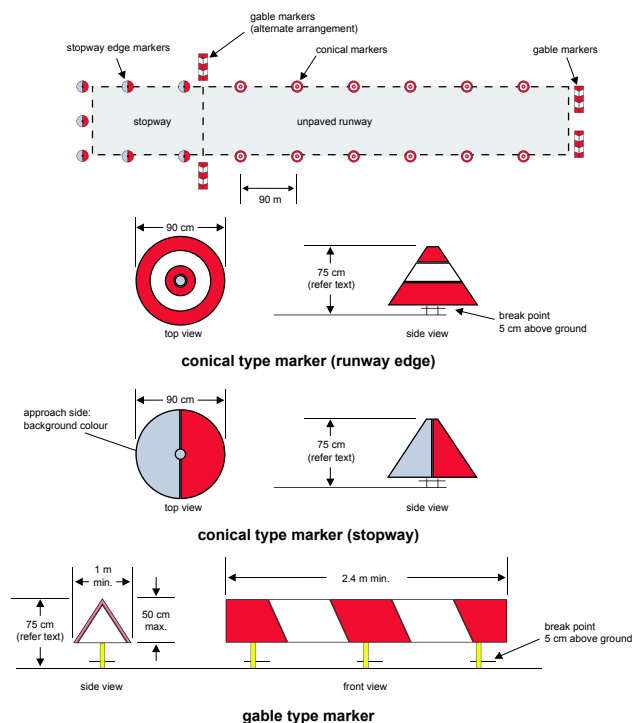 gable markers
(alternate arrangement)
stopway edge markers
conical markers
gable markers
stopway
unpaved runway
90 m
90 cm
75 cm
(refer text)
break point
5 cm above ground
top view
side view
conical type marker (runway edge)
90 cm
approach side:
background colour
75 cm
(refer text)
top view
side view
conical type marker (stopway)
1 m
min.
2.4 m min.
75 cm
(refer text)
50 cm
max.
break point
5 cm above ground
side view
front view
gable type marker